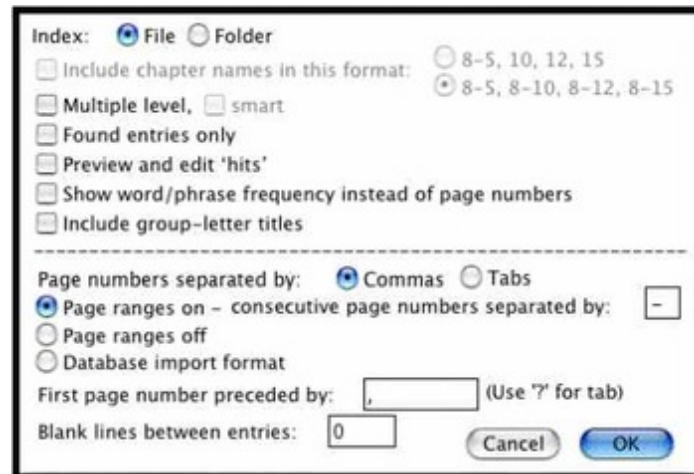 Index: File Folder
Include chapter names in this format: 8-5, 10, 12, 15
8-5, 8-10, 8-12, 8-15
Multiple level, smart
Found entries only
Preview and edit 'hits'
Show word/phrase frequency instead of page numbers
Include group-letter titles
Page numbers separated by: Commas Tabs
Page ranges on - consecutive page numbers separated by: -
Page ranges off
Database import format
First page number preceded by: , (Use '?' for tab)
Blank lines between entries: 0
Cancel OK